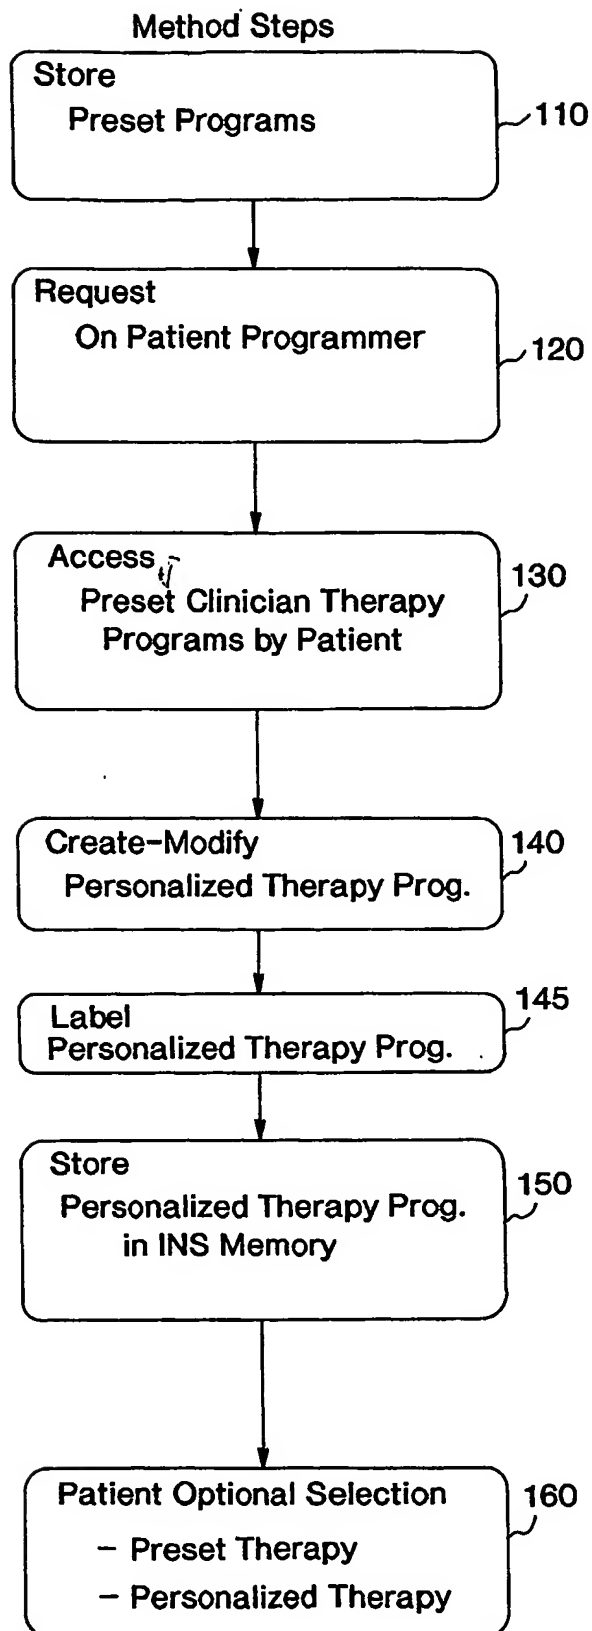 Method Steps
Store
Preset Programs
110
Request
On Patient Programmer
120
Access
Preset Clinician Therapy
Programs by Patient
130
Create-Modify
Personalized Therapy Prog.
140
Label
Personalized Therapy Prog.
145
Store
Personalized Therapy Prog.
in INS Memory
150
Patient Optional Selection
- Preset Therapy
- Personalized Therapy
160